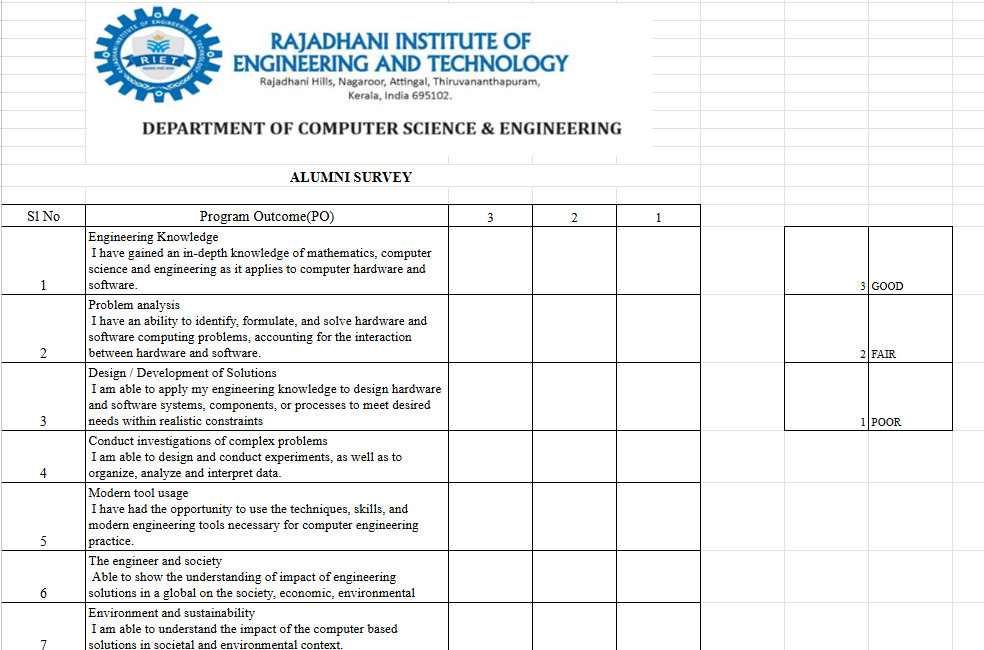 RIET
RAJADHANI INSTITUTE OF
ENGINEERING AND TECHNOLOGY
Rajadhani Hills, Nagaroor, Attingal, Thiruvananthapuram,
Kerala, India 695102.
DEPARTMENT OF COMPUTER SCIENCE & ENGINEERING
ALUMNI SURVEY
Sl No Program Outcome(PO) 3 2 1
Engineering Knowledge
I have gained an in-depth knowledge of mathematics, computer
science and engineering as it applies to computer hardware and
1 software. 3 GOOD
Problem analysis
I have an ability to identify, formulate, and solve hardware and
software computing problems, accounting for the interaction
2 between hardware and software. 2 FAIR
Design / Development of Solutions
I am able to apply my engineering knowledge to design hardware
and software systems, components, or processes to meet desired
3 needs within realistic constraints 1 POOR
Conduct investigations of complex problems
I am able to design and conduct experiments, as well as to
4 organize, analyze and interpret data.
Modern tool usage
I have had the opportunity to use the techniques, skills, and
modern engineering tools necessary for computer engineering
5 practice.
The engineer and society
Able to show the understanding of impact of engineering
6 solutions in a global on the society, economic, environmental
Environment and sustainability
I am able to understand the impact of the computer based
7 solutions in societal and environmental context.